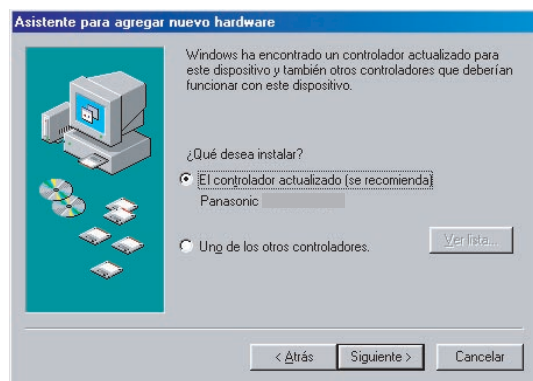 Asistente para agregar nuevo hardware
Windows ha encontrado un controlador actualizado para
este dispositivo y también otros controladores que deberían
funcionar con este dispositivo.
¿Qué desea instalar?
El controlador actualizado (se recomienda)
Panasonic
Uno de los otros controladores.
Ver lista...
< Atrás
Siguiente >
Cancelar